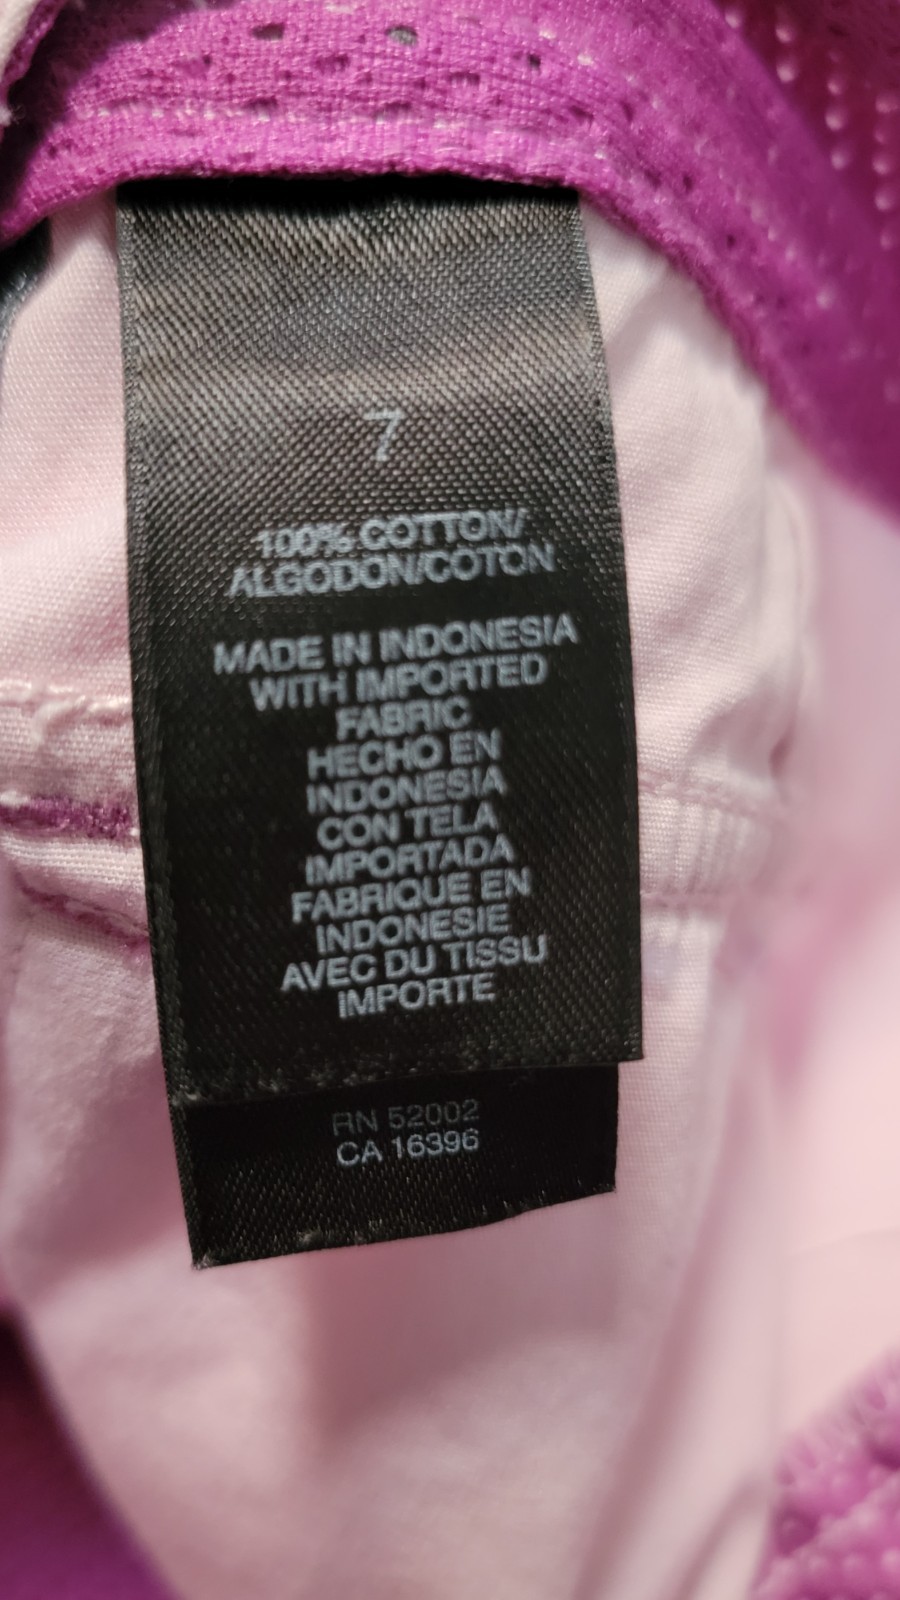 7
100% COTTON/
ALGODON/COTON
MADE IN INDONESIA
WITH IMPORTED
FABRIC
HECHO EN
INDONESIA
CON TELA
IMPORTADA
FABRIQUE EN
INDONESIE
AVEC DU TISSU
IMPORTE
RN 52002
CA 16396